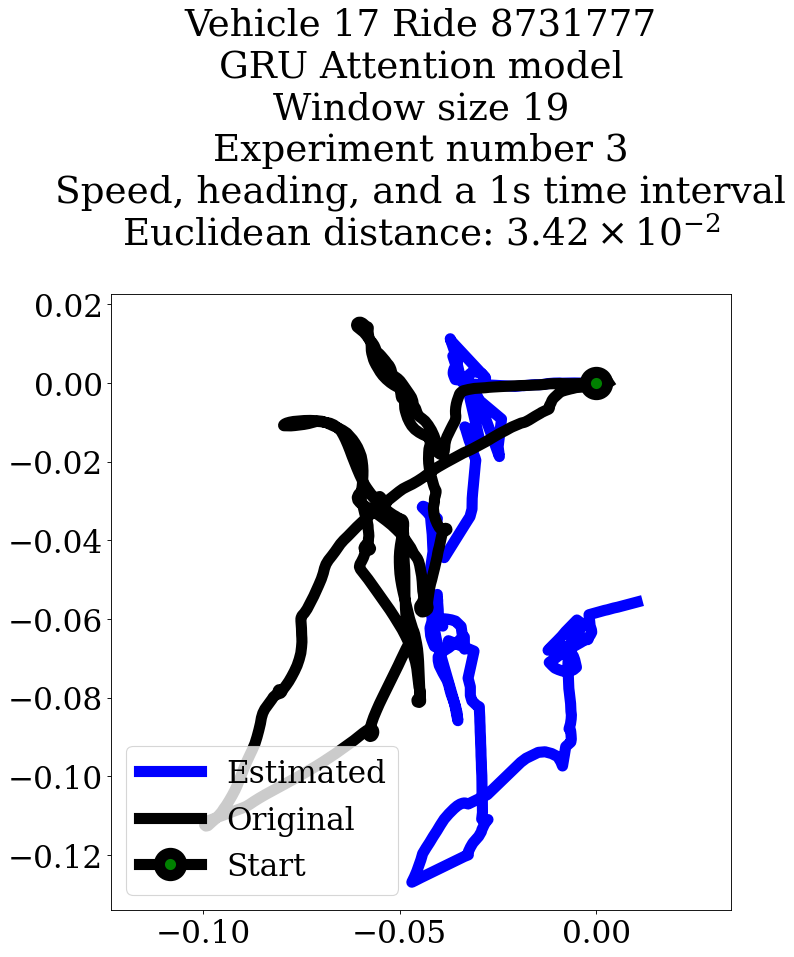 Vehicle 17 Ride 8731777
GRU Attention model
Window size 19
Experiment number 3
Speed, heading, and a 1s time interval
Euclidean distance: 3.42 × 10⁻²
0.02
0.00
−0.02
−0.04
−0.06
−0.08
−0.10
−0.12
Estimated
Original
Start
−0.10
−0.05
0.00